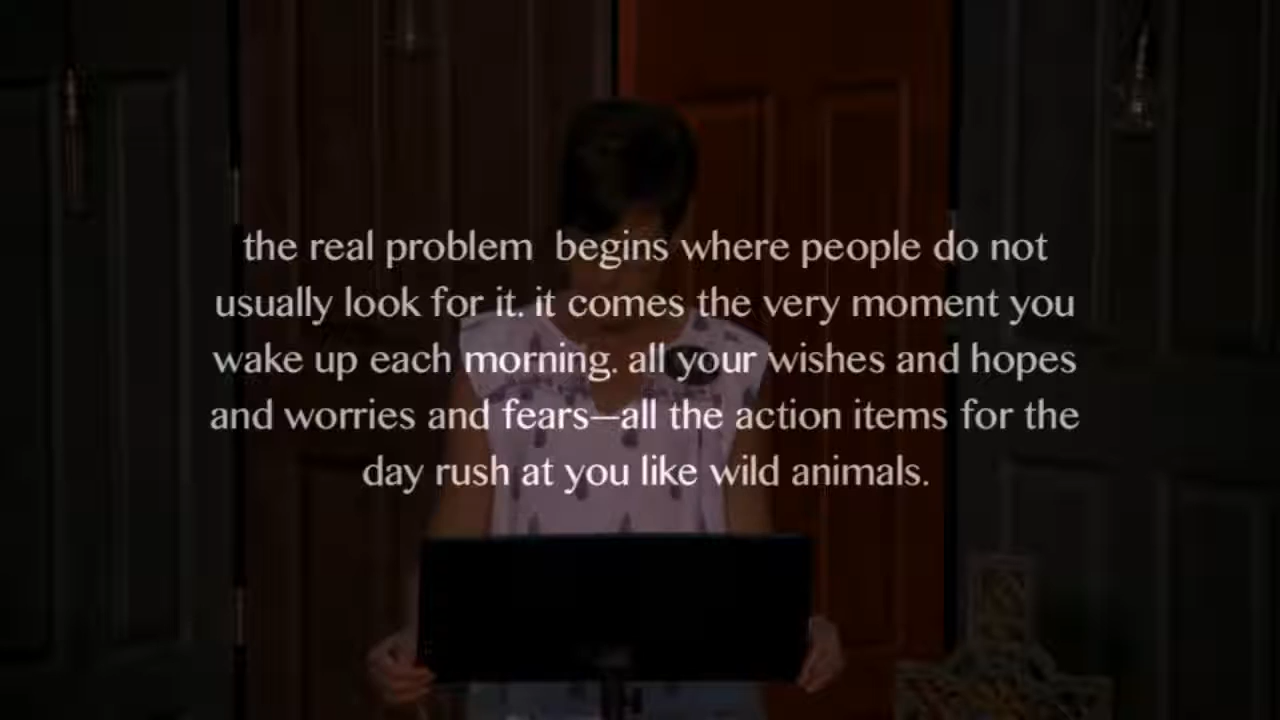 the real problem  begins where people do not
usually look for it. it comes the very moment you
wake up each morning. all your wishes and hopes
and worries and fears—all the action items for the
day rush at you like wild animals.